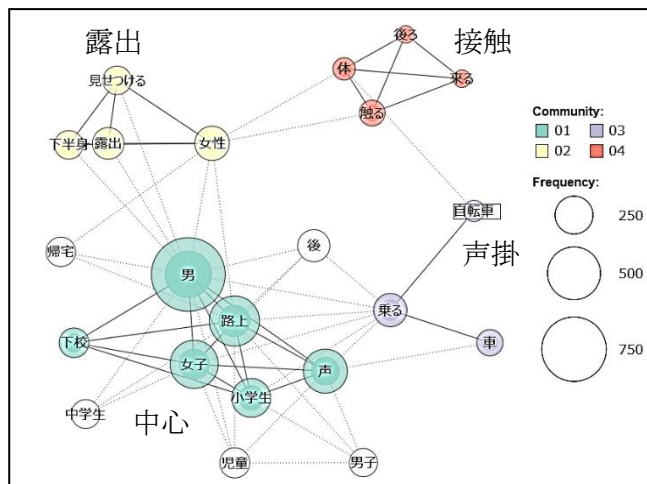 露出
接触
後ろ
体
来る
見せつける
触る
Community:
01
03
02
04
下半身
露出
女性
Frequency:
250
自転車
帰宅
後
声掛
500
男
乗る
路上
下校
車
750
女子
声
小学生
中学生
中心
児童
男子